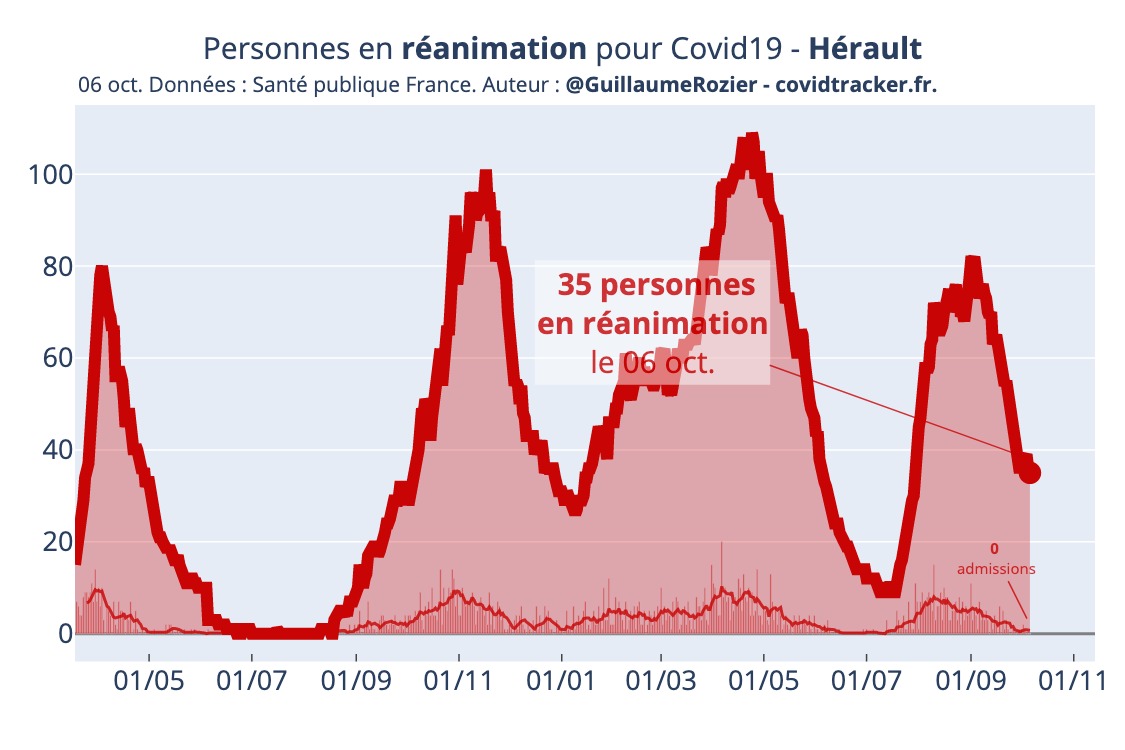 Personnes en réanimation pour Covid19 - Hérault
06 oct. Données : Santé publique France. Auteur : @GuillaumeRozier - covidtracker.fr.
100
80
60
40
20
0
35 personnes
en réanimation
le 06 oct.
0
admissions
01/05 01/07 01/09 01/11 01/01 01/03 01/05 01/07 01/09 01/11